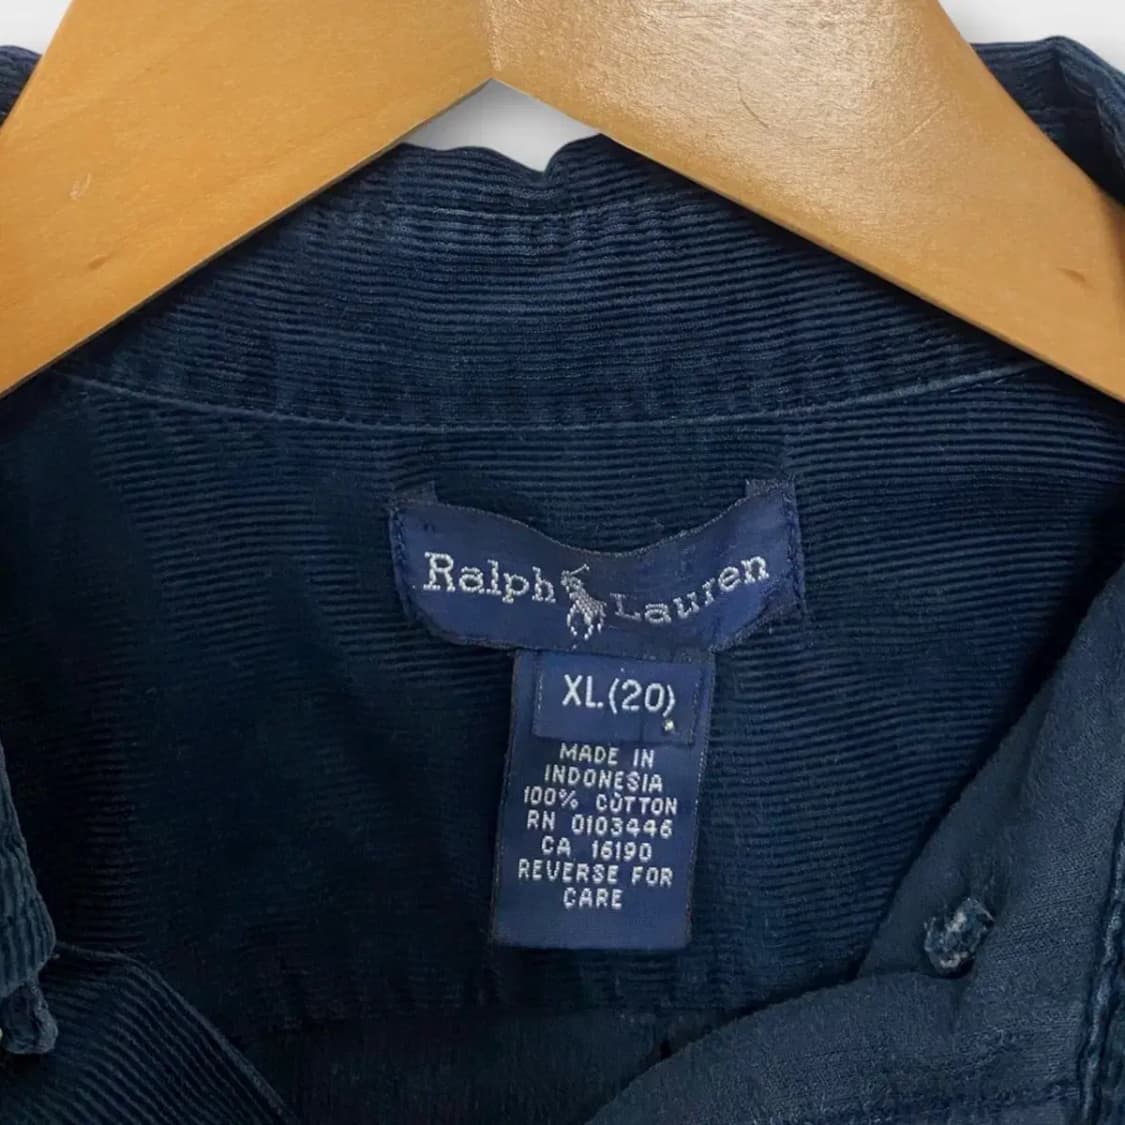 Ralph Lauren
XL.(20)
MADE IN
INDONESIA
100% COTTON
RN 0103446
CA 16190
REVERSE FOR
CARE